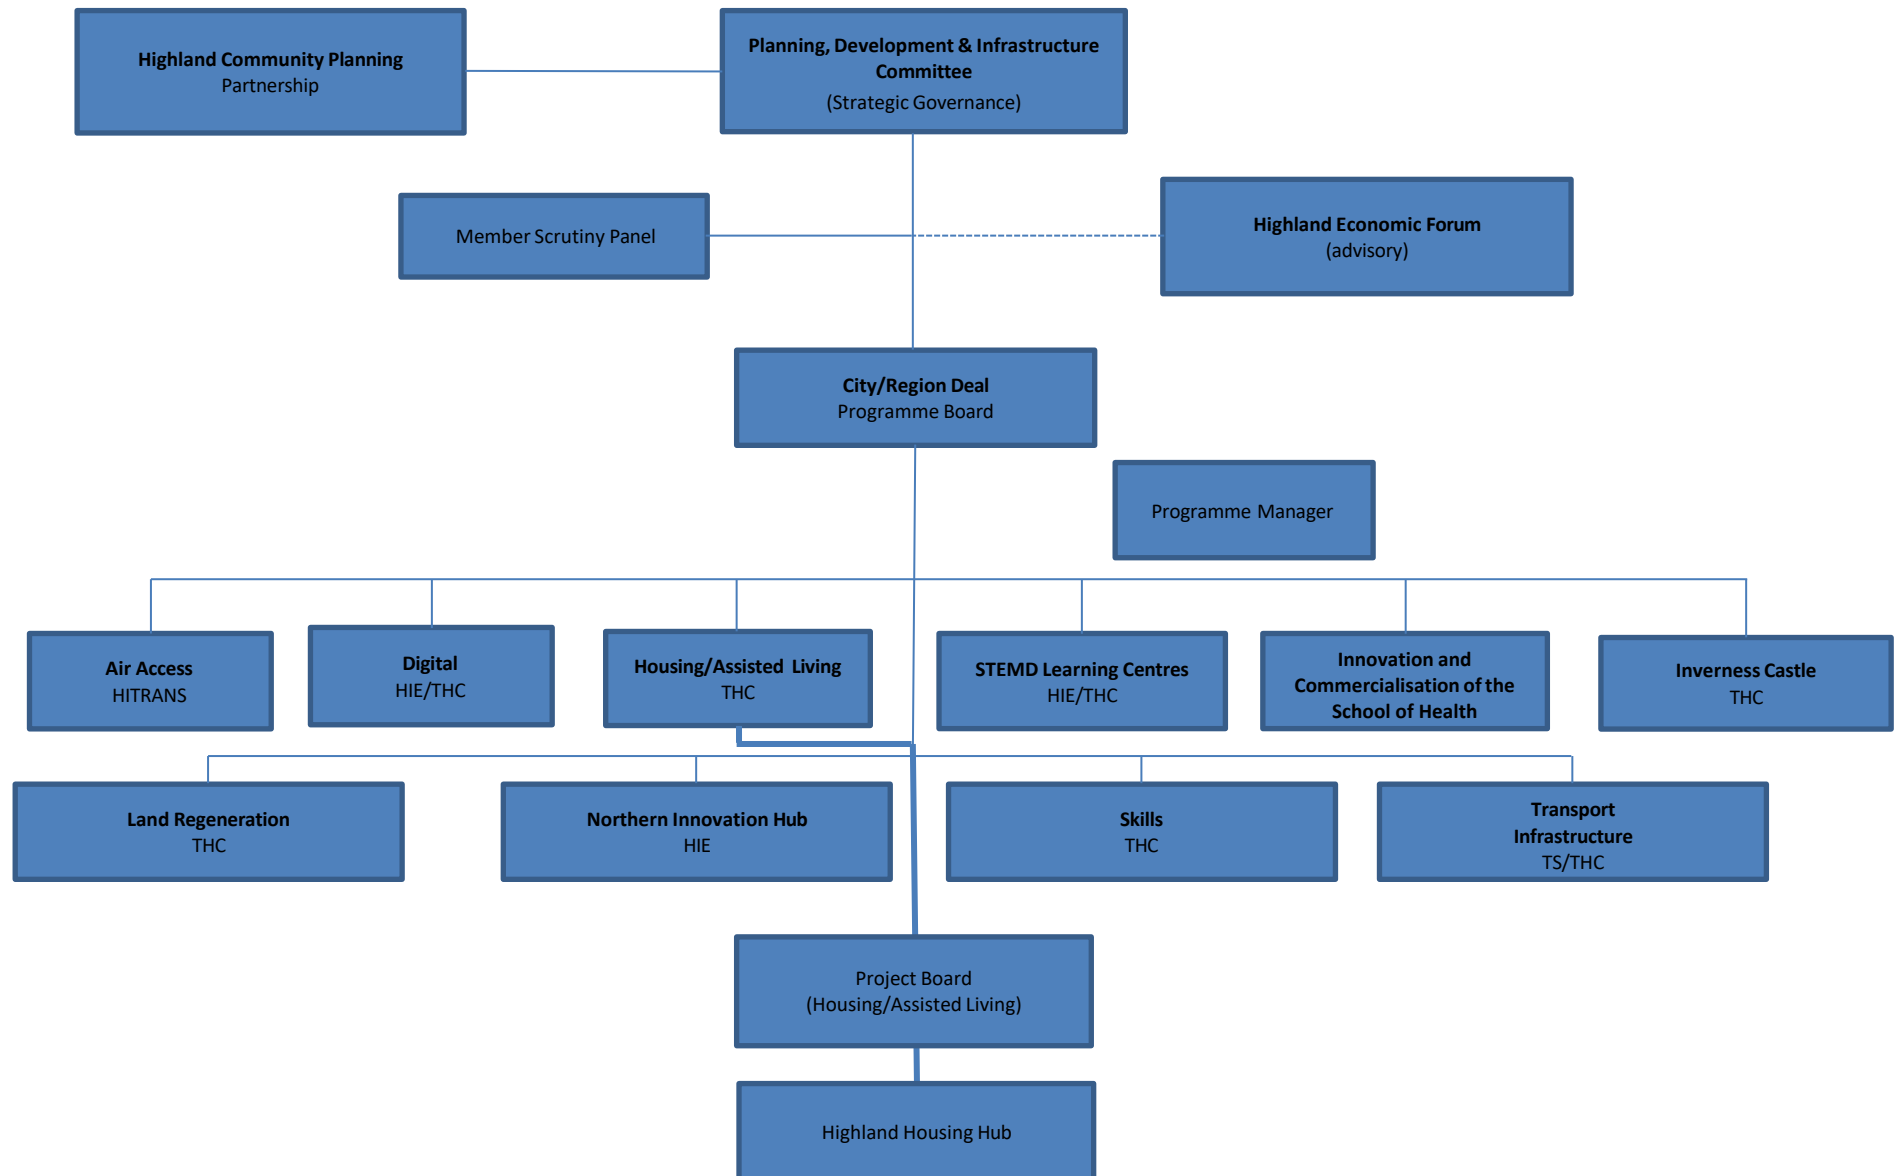 Highland Community Planning
Partnership
Planning, Development & Infrastructure
Committee
(Strategic Governance)
Member Scrutiny Panel
Highland Economic Forum
(advisory)
City/Region Deal
Programme Board
Programme Manager
Air Access
HITRANS
Digital
HIE/THC
Housing/Assisted Living
THC
STEMD Learning Centres
HIE/THC
Innovation and
Commercialisation of the
School of Health
Inverness Castle
THC
Land Regeneration
THC
Northern Innovation Hub
HIE
Skills
THC
Transport
Infrastructure
TS/THC
Project Board
(Housing/Assisted Living)
Highland Housing Hub